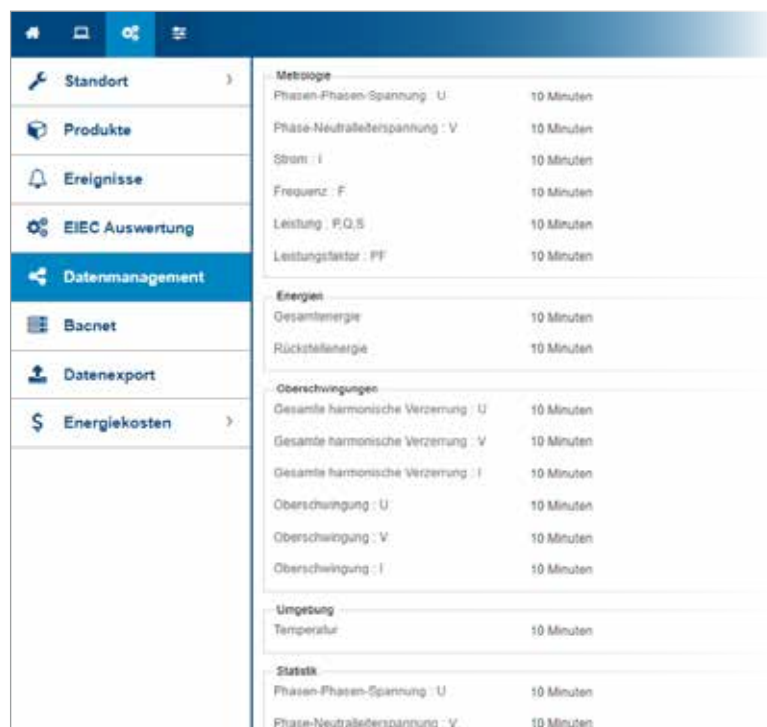 Standort
Produkte
Ereignisse
EIEC Auswertung
Datenmanagement
Bacnet
Datenexport
$ Energiekosten
Metrologie
Phasen-Phasen-Spannung : U 10 Minuten
Phase-Neutralleiterspannung : V 10 Minuten
Strom : I 10 Minuten
Frequenz : F 10 Minuten
Leistung : P,Q,S 10 Minuten
Leistungsfaktor : PF 10 Minuten
Energien
Gesamtenergie 10 Minuten
Rückstellenergie 10 Minuten
Oberschwingungen
Gesamte harmonische Verzerrung : U 10 Minuten
Gesamte harmonische Verzerrung : V 10 Minuten
Gesamte harmonische Verzerrung : I 10 Minuten
Oberschwingung : U 10 Minuten
Oberschwingung : V 10 Minuten
Oberschwingung : I 10 Minuten
Umgebung
Temperatur 10 Minuten
Statistik
Phasen-Phasen-Spannung : U 10 Minuten
Phase-Neutralleiterspannung : V 10 Minuten